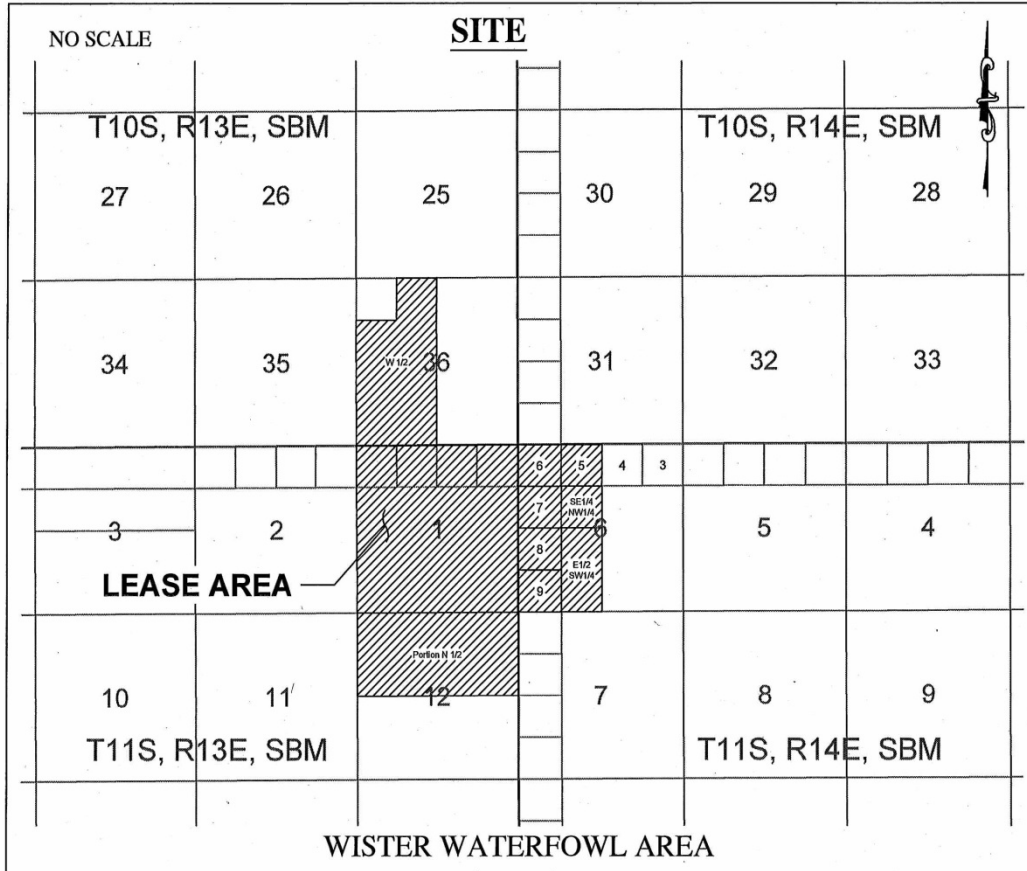 NO SCALE
SITE
T10S, R13E, SBM
T10S, R14E, SBM
27
26
25
30
29
28
34
35
W 1/2
36
31
32
33
6
5
4
3
7
SE1/4
NW1/4
3
2
1
6
5
4
8
E1/2
SW1/4
9
LEASE AREA
Portion N 1/2
10
11
12
7
8
9
T11S, R13E, SBM
T11S, R14E, SBM
WISTER WATERFOWL AREA